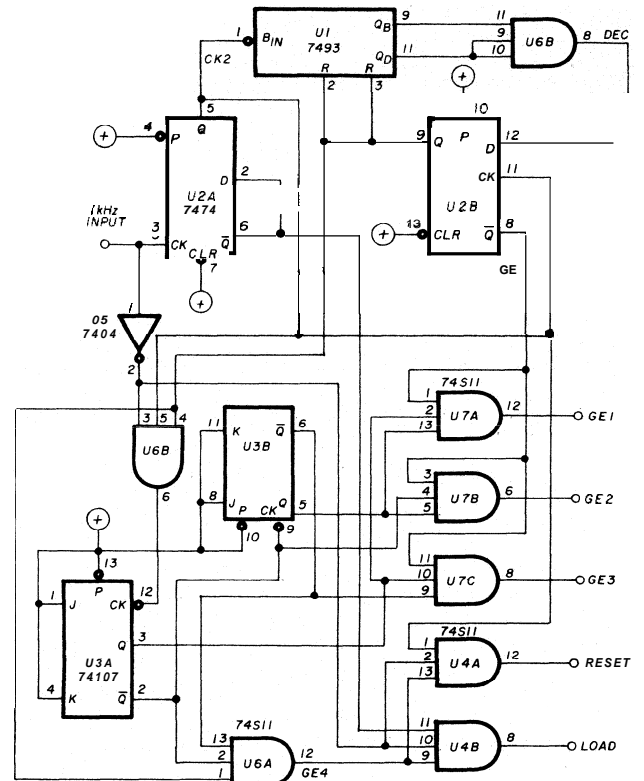 9
11
1
B IN
U1
7493
QB
QD
R
R
2
3
11
9
10
U6B
8
DEC
CK2
5
+
10
4
P
Q
+
D
2
U2A
7474
9
Q
P
D
12
CK
11
U2B
1kHz
INPUT
3
CK
Q
6
CLR
7
+
13
CLR
Q
8
+
GE
1
05
7404
2
3
5
4
U6B
6
74S11
1
2
13
U7A
12
GE1
11
K
Q
6
U3B
8
J
P
CK
Q
5
10
9
3
4
5
U7B
6
GE2
+
13
P
12
CK
1
J
Q
3
U3A
74107
4
K
Q
2
11
10
9
U7C
8
GE3
74S11
1
2
13
U4A
12
RESET
74S11
13
2
1
U6A
12
GE4
11
10
9
U4B
8
LOAD